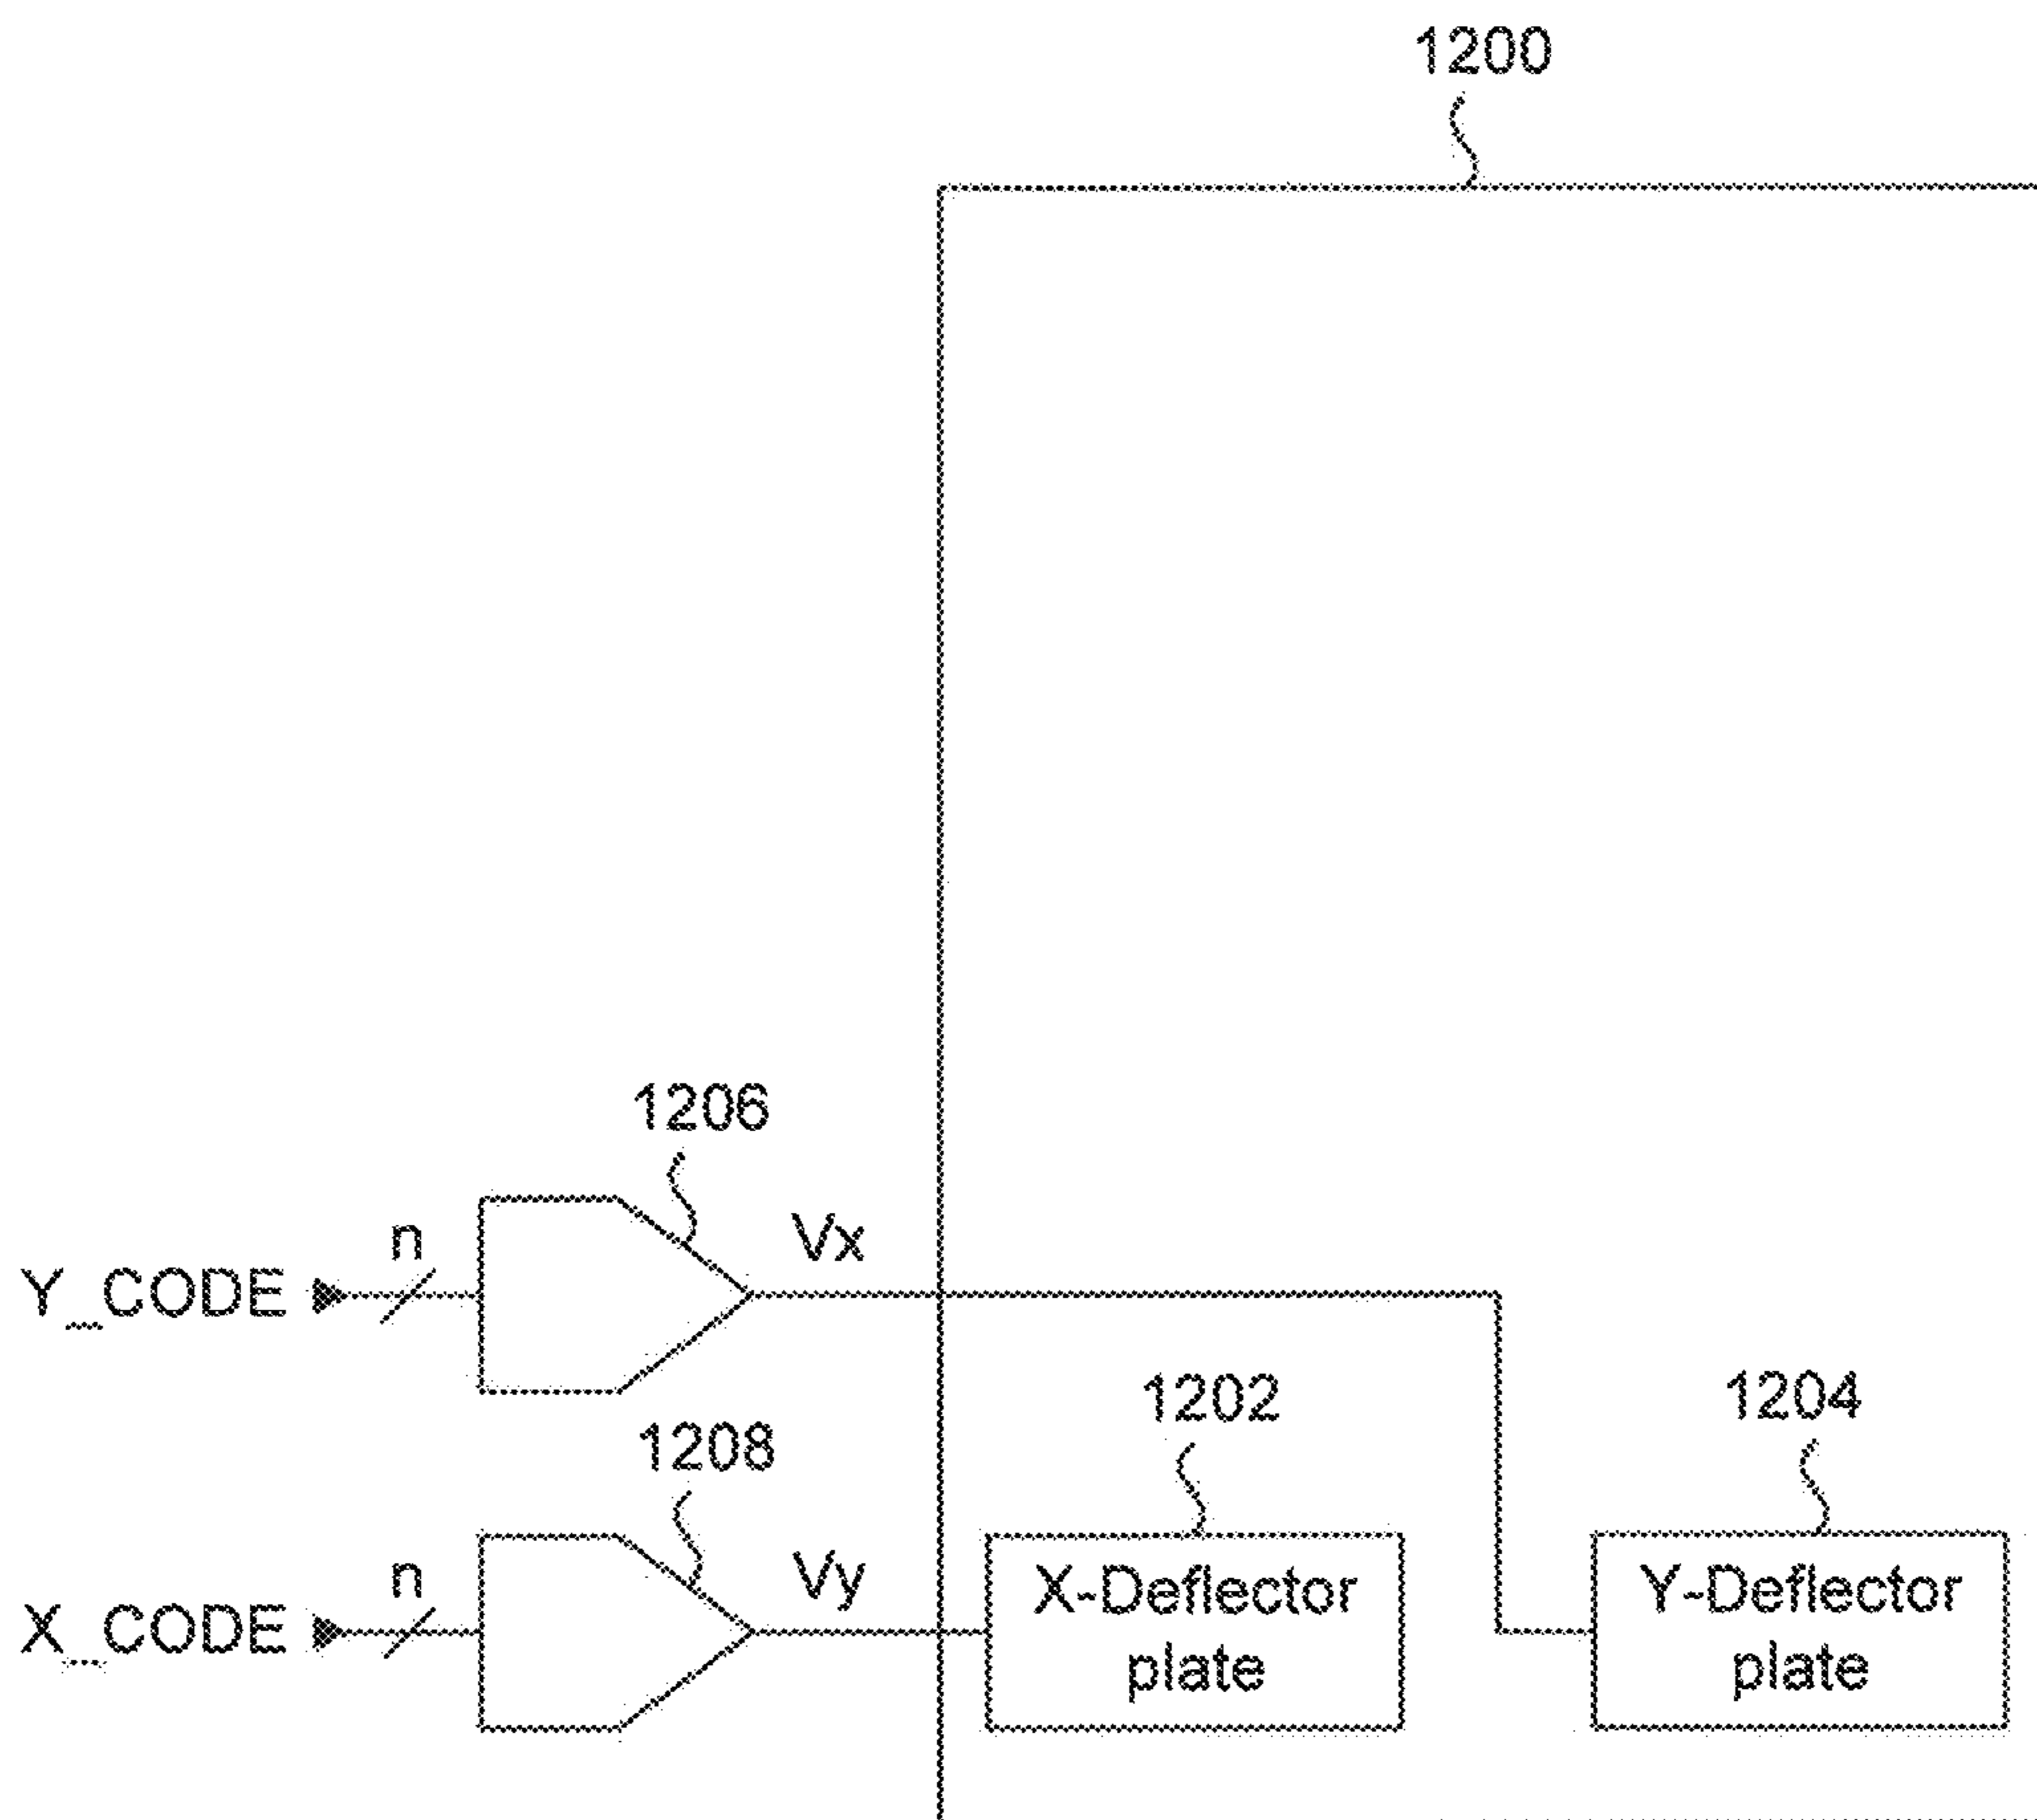 1200
1206
n
Vx
Y_CODE
1202
1204
1208
n
Vy
X_CODE
X-Deflector
plate
Y-Deflector
plate